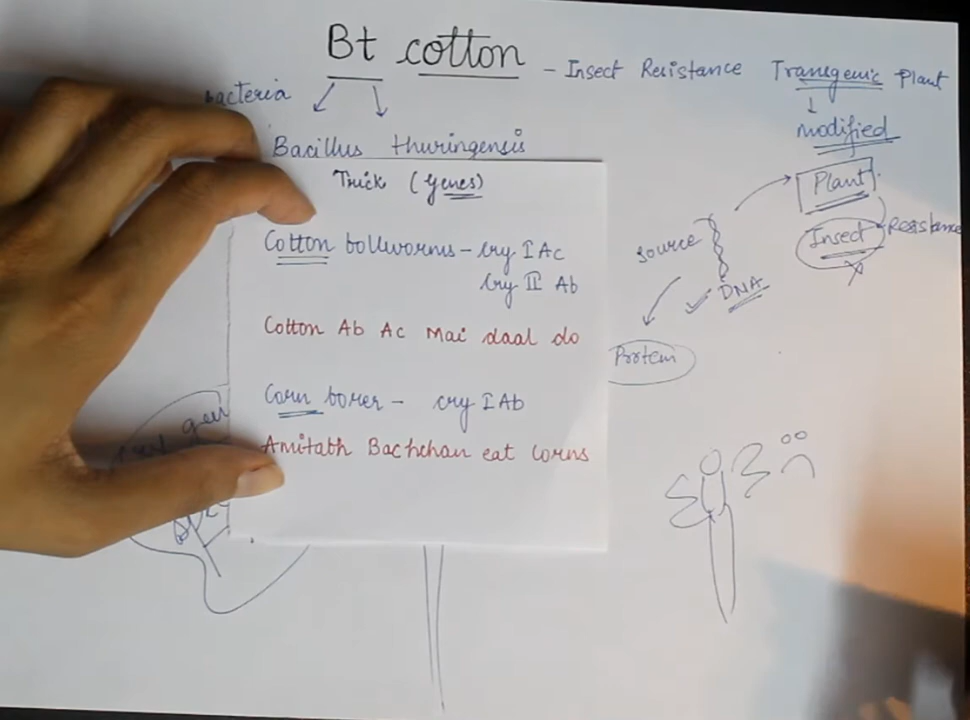 Bt cotton - Insect Resistance Transgenic Plant
bacteria
modified
Bacillus thuringensis
Plant
Trick (genes)
Resistance
Insect
source
Cotton bollworms - cry I Ac
cry II Ab
DNA
Cotton Ab Ac Mai daal do
Protein
Corn borer - cry I Ab
Amitabh Bachchan eat corns